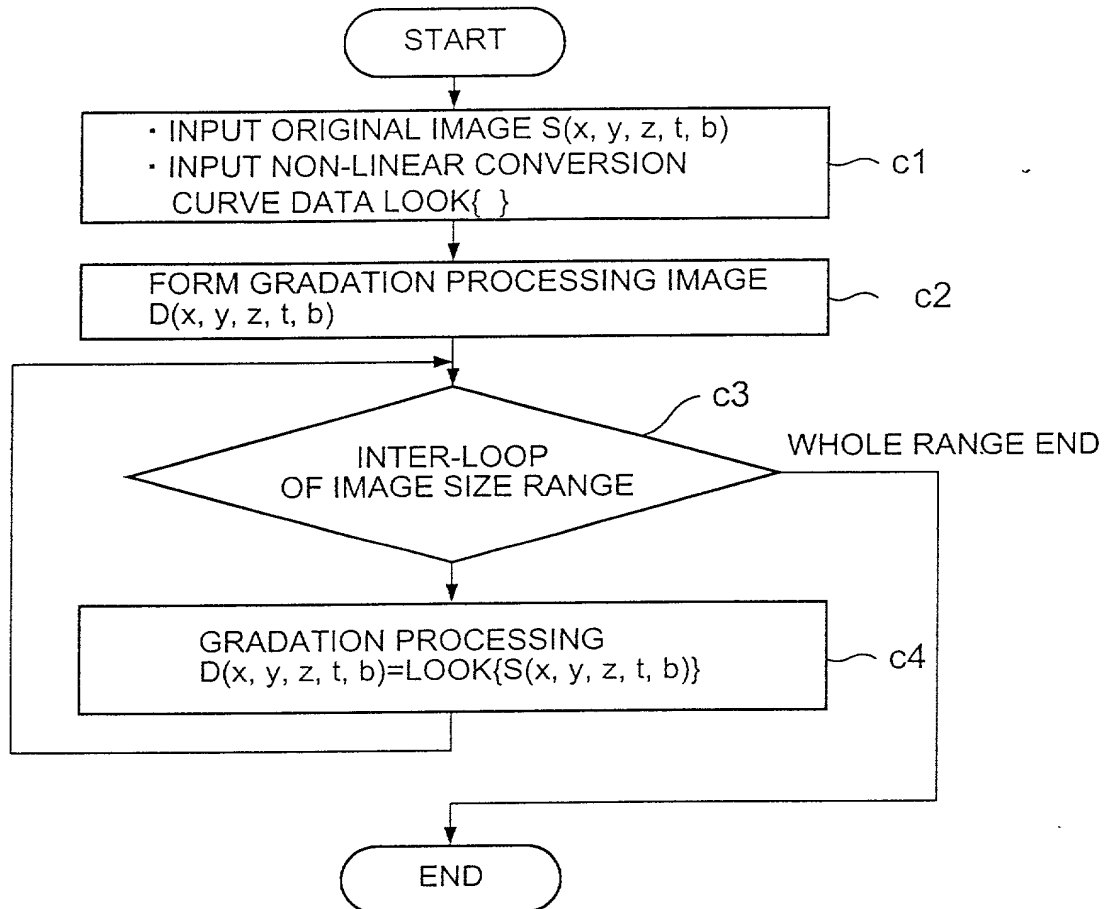 START
· INPUT ORIGINAL IMAGE S(x, y, z, t, b)
· INPUT NON-LINEAR CONVERSION
CURVE DATA LOOK{ }
c1
FORM GRADATION PROCESSING IMAGE
D(x, y, z, t, b)
c2
c3
INTER-LOOP
OF IMAGE SIZE RANGE
WHOLE RANGE END
GRADATION PROCESSING
D(x, y, z, t, b)=LOOK{S(x, y, z, t, b)}
c4
END